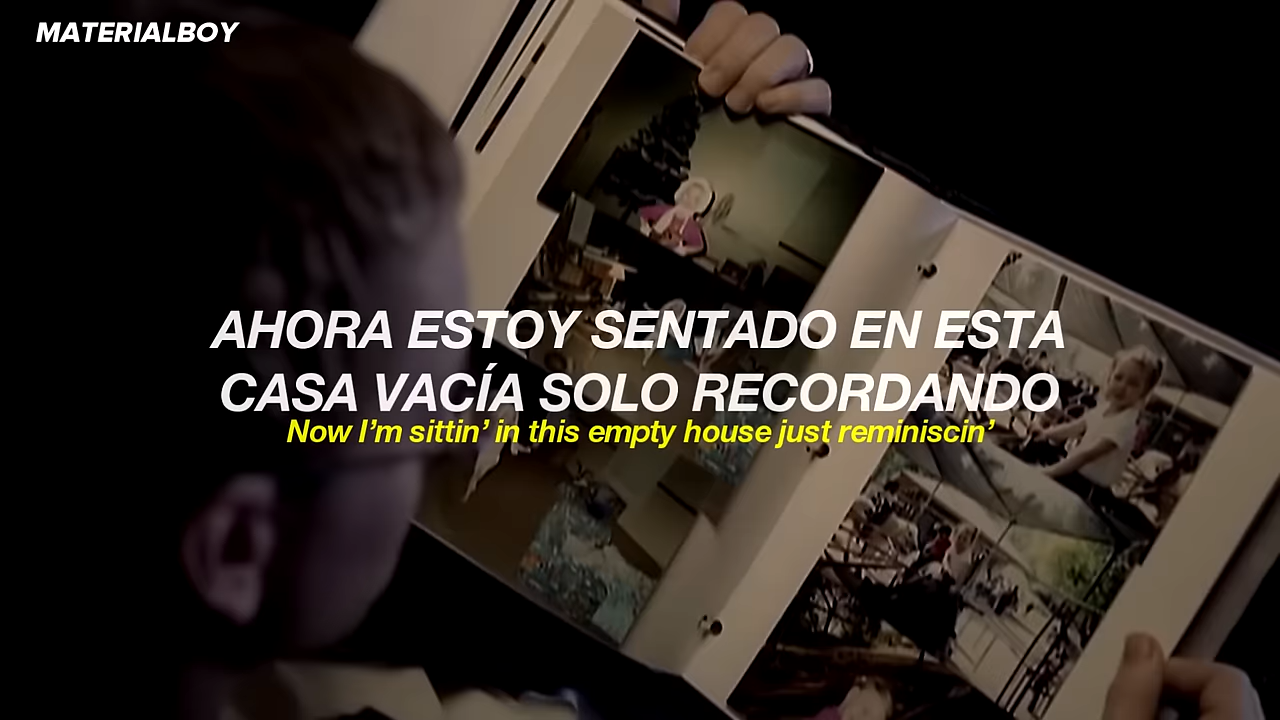 MATERIALBOY
AHORA ESTOY SENTADO EN ESTA
CASA VACÍA SOLO RECORDANDO
Now I’m sittin’ in this empty house just reminiscin’